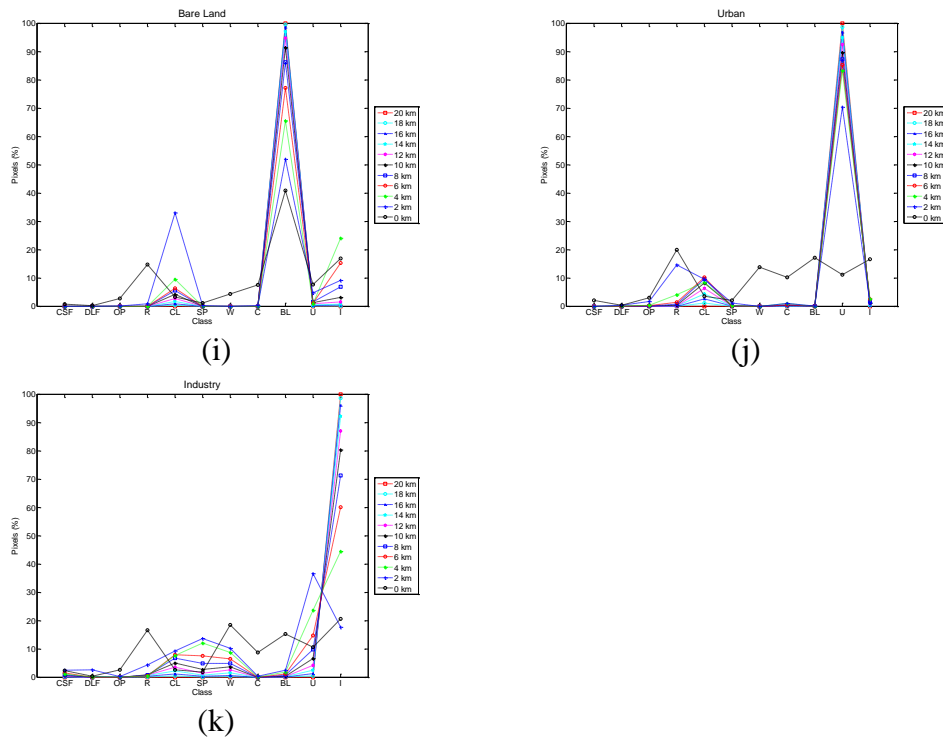 Bare Land
100
90
80
70
60
50
40
30
20
10
0
Pixels (%)
CSF DLF OP R CL SP W C BL U I
Class
20 km
18 km
16 km
14 km
12 km
10 km
8 km
6 km
4 km
2 km
0 km
(i)
Urban
100
90
80
70
60
50
40
30
20
10
0
Pixels (%)
CSF DLF OP R CL SP W C BL U I
Class
20 km
18 km
16 km
14 km
12 km
10 km
8 km
6 km
4 km
2 km
0 km
(j)
Industry
100
90
80
70
60
50
40
30
20
10
0
Pixels (%)
CSF DLF OP R CL SP W C BL U I
Class
20 km
18 km
16 km
14 km
12 km
10 km
8 km
6 km
4 km
2 km
0 km
(k)